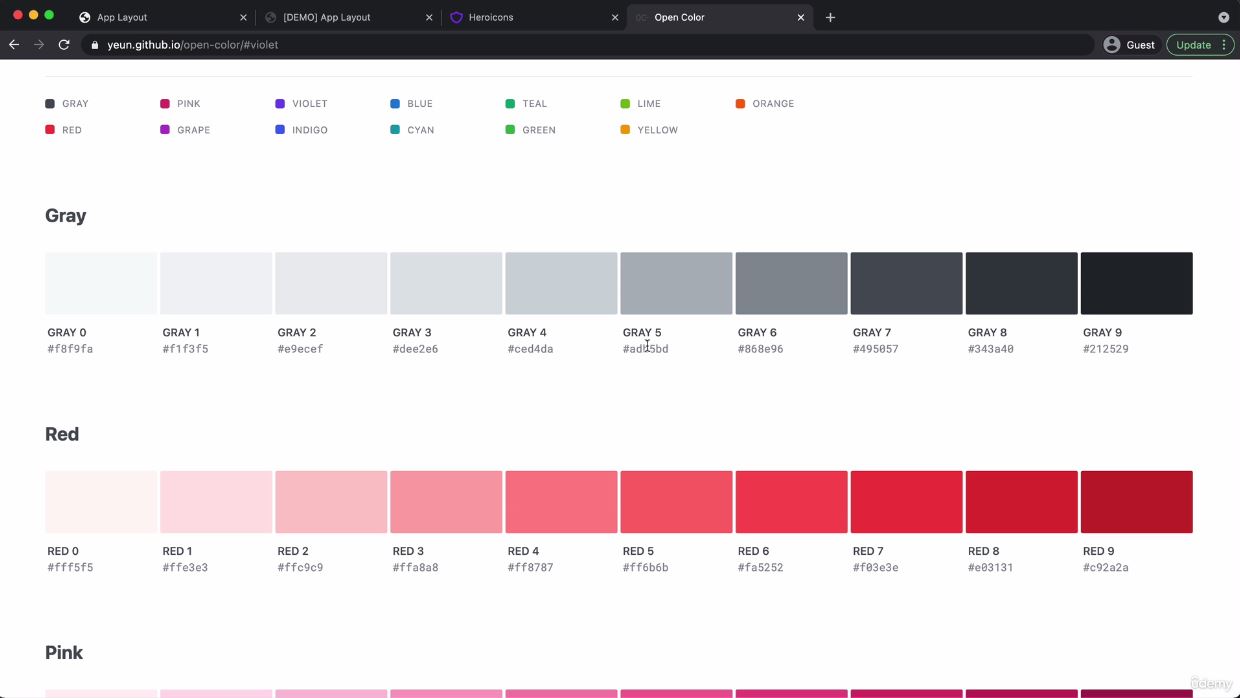 App Layout
[DEMO] App Layout
Heroicons
Open Color
yeun.github.io/open-color/#violet
Guest
Update
GRAY PINK VIOLET BLUE TEAL LIME ORANGE
RED GRAPE INDIGO CYAN GREEN YELLOW
Gray
GRAY 0 GRAY 1 GRAY 2 GRAY 3 GRAY 4 GRAY 5 GRAY 6 GRAY 7 GRAY 8 GRAY 9
#f8f9fa #f1f3f5 #e9ecef #dee2e6 #ced4da #adb5bd #868e96 #495057 #343a40 #212529
Red
RED 0 RED 1 RED 2 RED 3 RED 4 RED 5 RED 6 RED 7 RED 8 RED 9
#fff5f5 #ffe3e3 #ffc9c9 #ffa8a8 #ff8787 #ff6b6b #fa5252 #f03e3e #e03131 #c92a2a
Pink
ûdemy